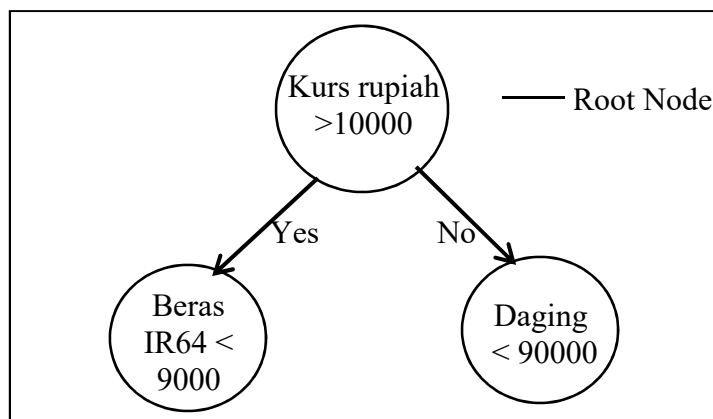 Kurs rupiah
>10000
Root Node
Yes
No
Beras
IR64 <
9000
Daging
< 90000